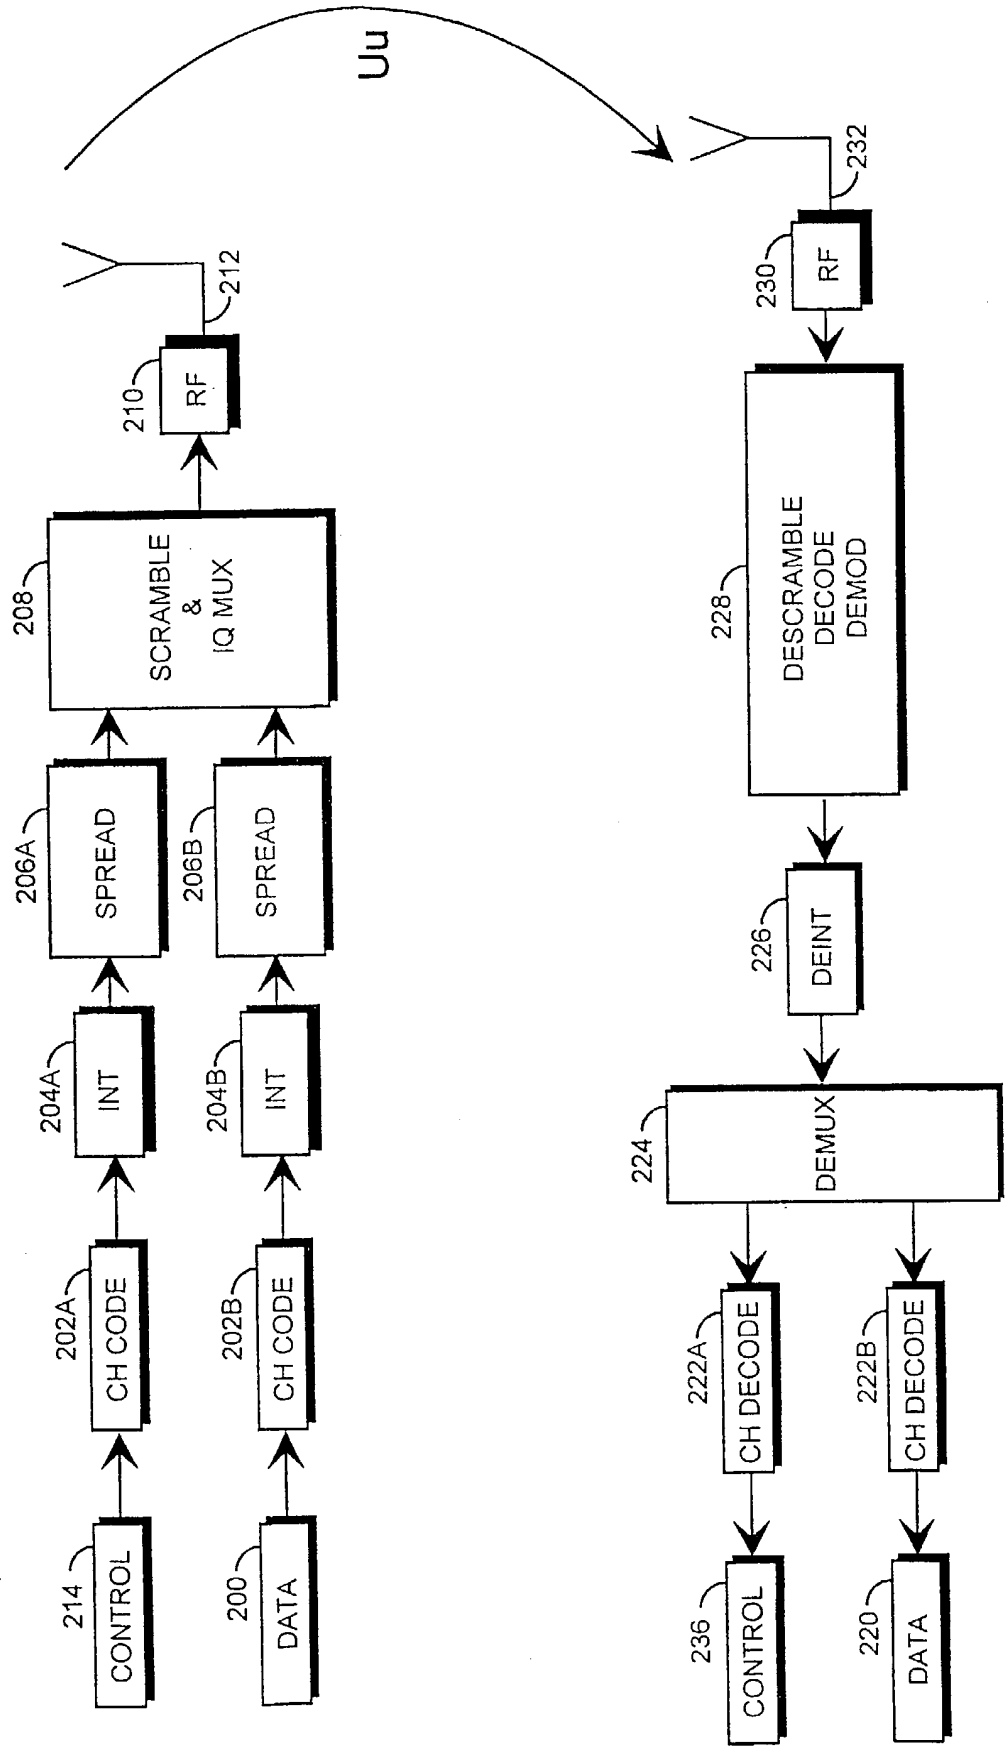 Uu
214
CONTROL
202A
CH CODE
204A
INT
206A
SPREAD
200
DATA
202B
CH CODE
204B
INT
206B
SPREAD
208
SCRAMBLE
&
IQ MUX
210
RF
212
236
CONTROL
222A
CH DECODE
220
DATA
222B
CH DECODE
224
DEMUX
226
DEINT
228
DESCRAMBLE
DECODE
DEMOD
230
RF
232